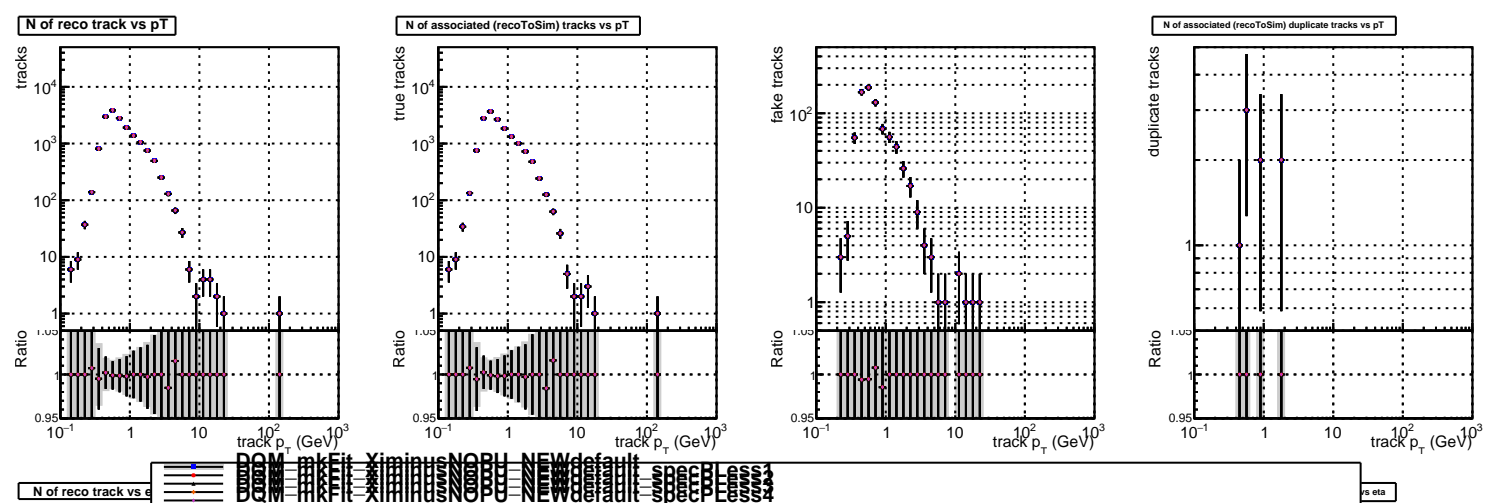 N of reco track vs pT
N of associated (recoToSim) tracks vs pT
N of associated (recoToSim) duplicate tracks vs pT
tracks
10⁴
10³
10²
10
1
Ratio
1.05
1
0.95
10⁻¹ 1 10 10² 10³
track p_T (GeV)
true tracks
10⁴
10³
10²
10
1
Ratio
1.05
1
0.95
10⁻¹ 1 10 10² 10³
track p_T (GeV)
fake tracks
10²
10
1
Ratio
1.05
1
0.95
10⁻¹ 1 10 10² 10³
track p_T (GeV)
duplicate tracks
1
Ratio
1.05
1
0.95
10⁻¹ 1 10 10² 10³
track p_T (GeV)
DQM_mkFit_XiminusNOPU_NEWdefault
DQM_mkFit_XiminusNOPU_NEWdefault_specPLess1
DQM_mkFit_XiminusNOPU_NEWdefault_specPLess4
N of reco track vs e
vs eta